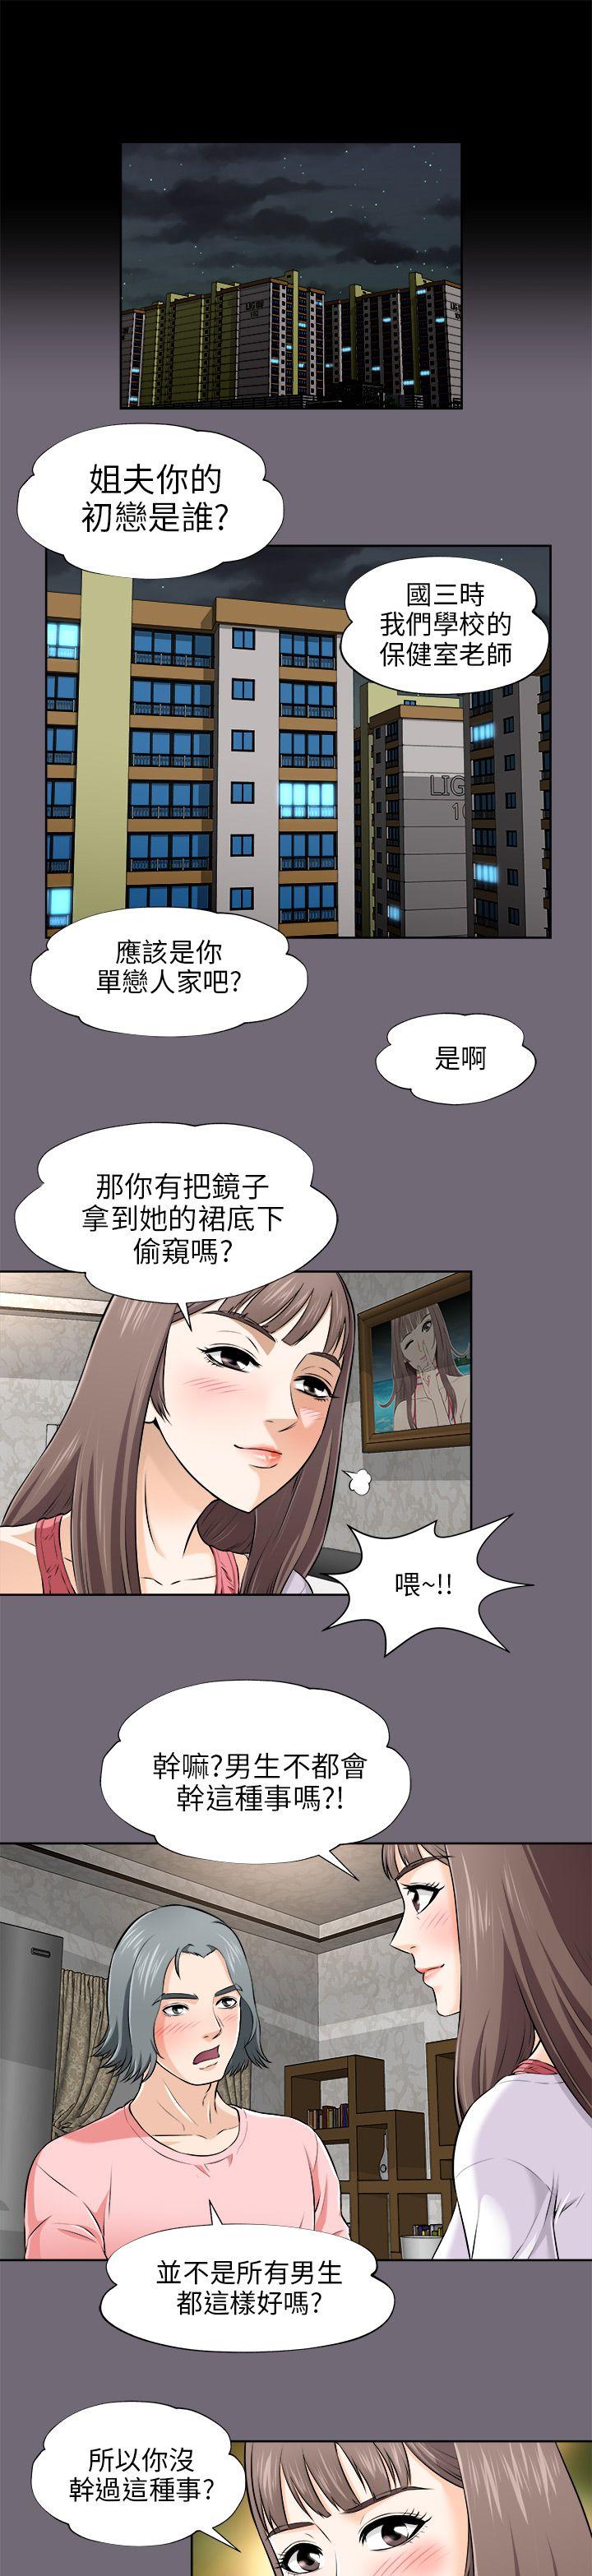 LIG
姐夫你的
初戀是誰?
國三時
我們學校的
保健室老師
LIG
10
應該是你
單戀人家吧?
是啊
那你有把鏡子
拿到她的裙底下
偷窺嗎?
喂~!!
幹嘛?男生不都會
幹這種事嗎?!
並不是所有男生
都這樣好嗎?
所以你沒
幹過這種事?